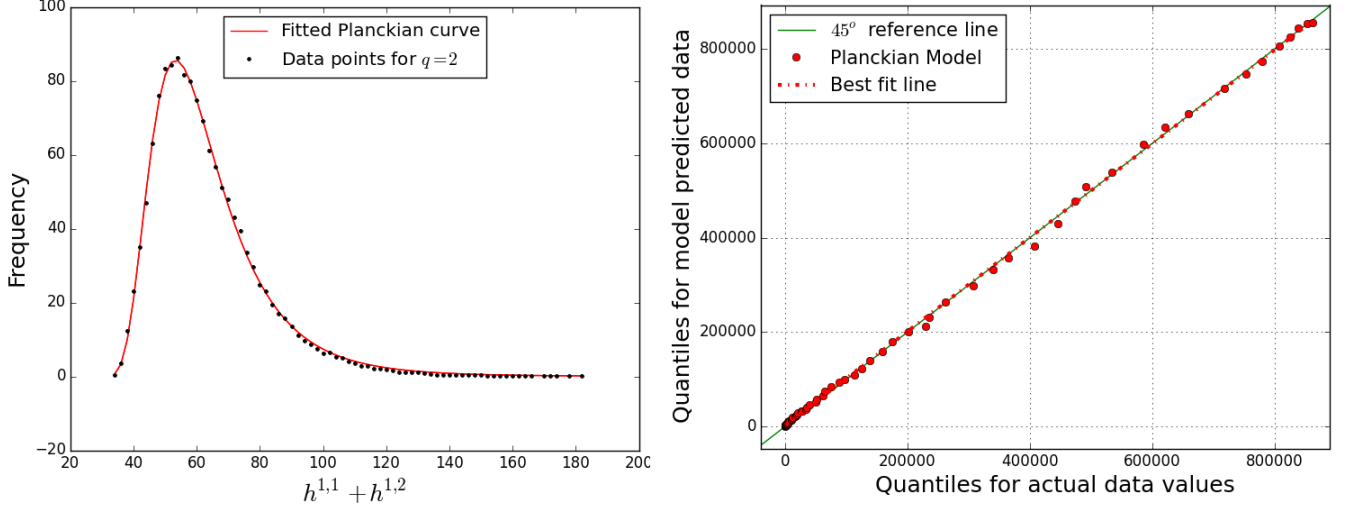 Fitted Planckian curve
Data points for q=2
100
80
60
40
20
0
−20
20 40 60 80 100 120 140 160 180 200
Frequency
h^{1,1} + h^{1,2}
45° reference line
Planckian Model
Best fit line
800000
600000
400000
200000
0
0 200000 400000 600000 800000
Quantiles for model predicted data
Quantiles for actual data values